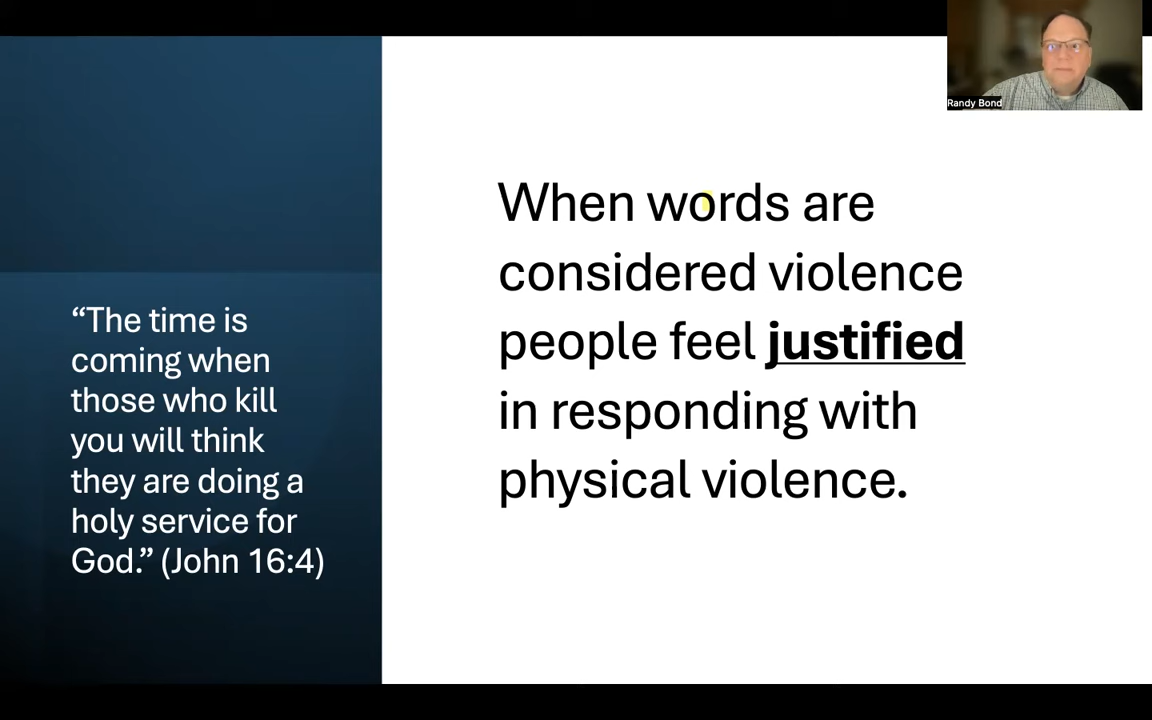 Randy Bond
When words are
considered violence
people feel justified
in responding with
physical violence.
“The time is
coming when
those who kill
you will think
they are doing a
holy service for
God.” (John 16:4)